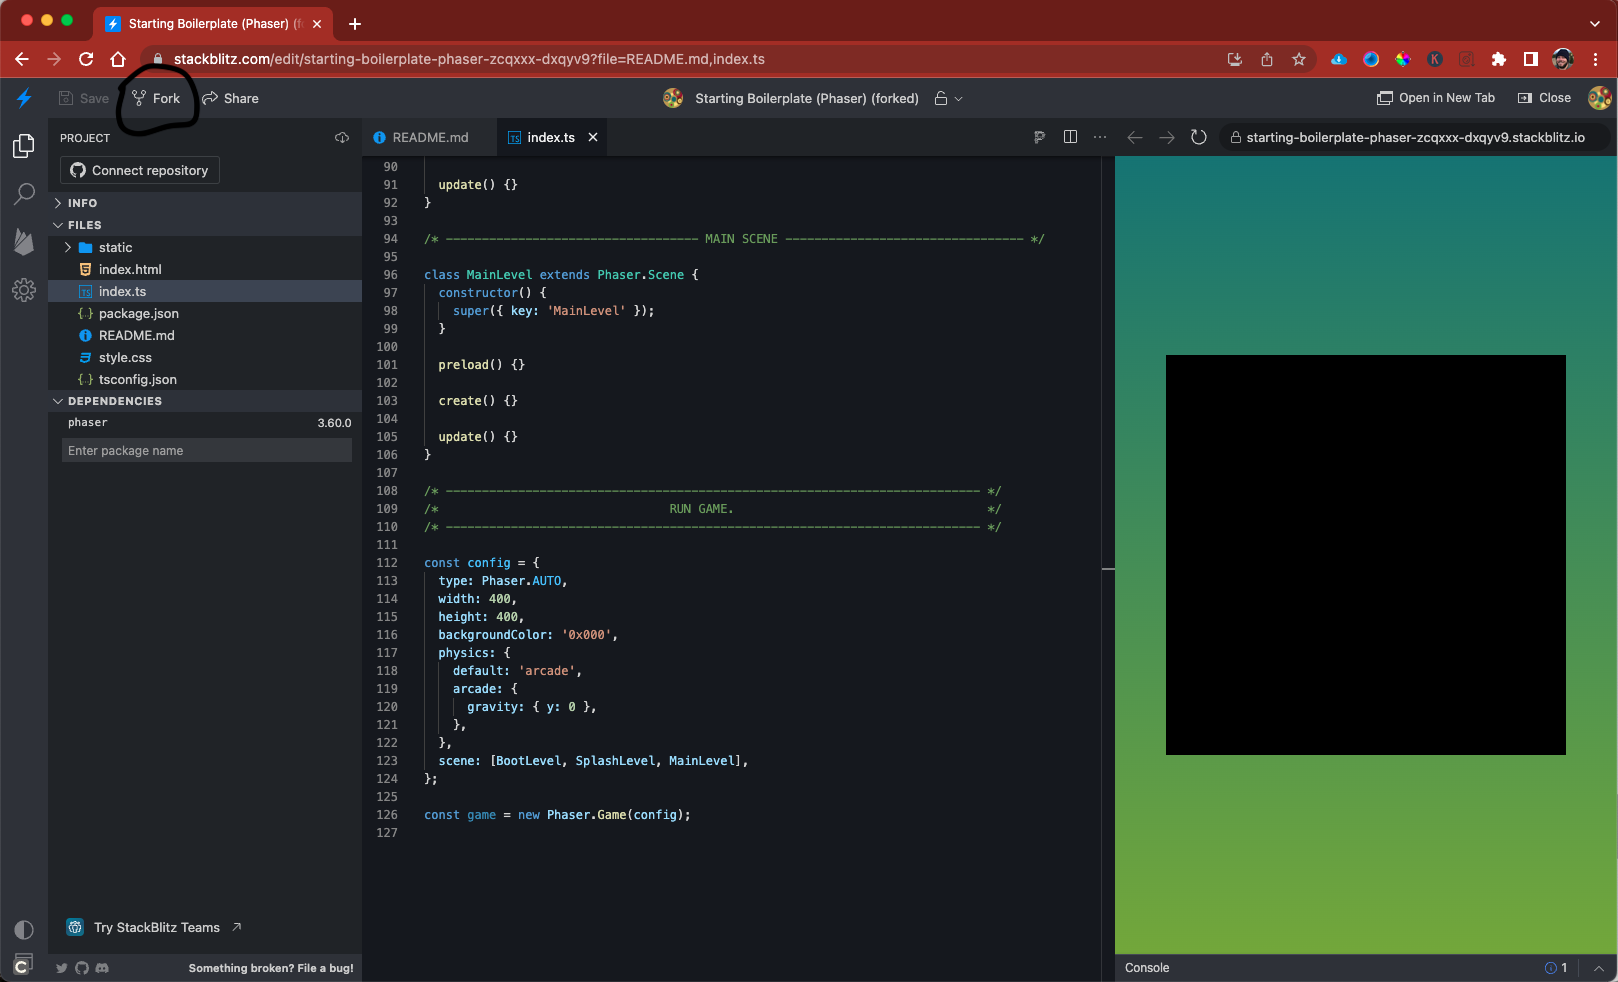 Starting Boilerplate (Phaser) (f
stackblitz.com/edit/starting-boilerplate-phaser-zcqxxx-dxqyv9?file=README.md,index.ts
Save
Fork
Share
Starting Boilerplate (Phaser) (forked)
Open in New Tab
Close
PROJECT
README.md
index.ts
starting-boilerplate-phaser-zcqxxx-dxqyv9.stackblitz.io
Connect repository
INFO
FILES
static
index.html
index.ts
package.json
README.md
style.css
tsconfig.json
DEPENDENCIES
phaser 3.60.0
Enter package name
Try StackBlitz Teams
Something broken? File a bug!
90
91 update() {}
92 }
93
94 /* ----------------------------------- MAIN SCENE --------------------------------- */
95
96 class MainLevel extends Phaser.Scene {
97 constructor() {
98 super({ key: 'MainLevel' });
99 }
100
101 preload() {}
102
103 create() {}
104
105 update() {}
106 }
107
108 /* -------------------------------------------------------------------------- */
109 /* RUN GAME. */
110 /* -------------------------------------------------------------------------- */
111
112 const config = {
113 type: Phaser.AUTO,
114 width: 400,
115 height: 400,
116 backgroundColor: '0x000',
117 physics: {
118 default: 'arcade',
119 arcade: {
120 gravity: { y: 0 },
121 },
122 },
123 scene: [BootLevel, SplashLevel, MainLevel],
124 };
125
126 const game = new Phaser.Game(config);
127
Console
1